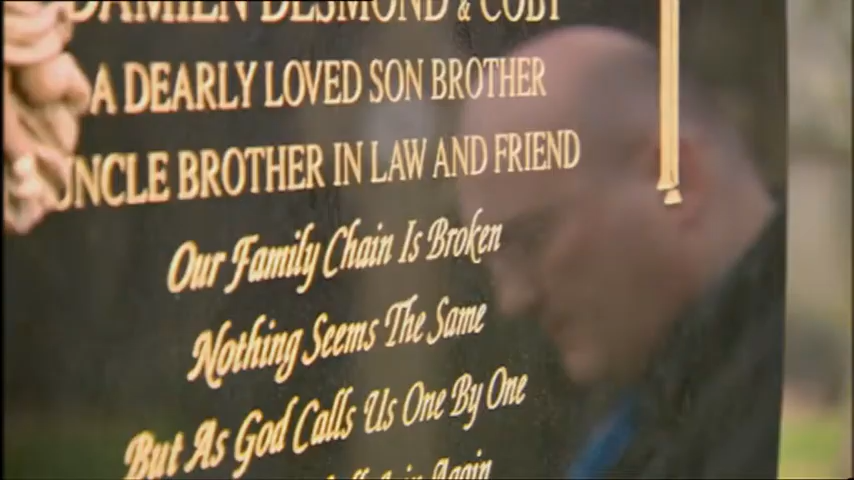 DAMIEN DESMOND & COBY
A DEARLY LOVED SON BROTHER
UNCLE BROTHER IN LAW AND FRIEND
Our Family Chain Is Broken
Nothing Seems The Same
But As God Calls Us One By One
Again